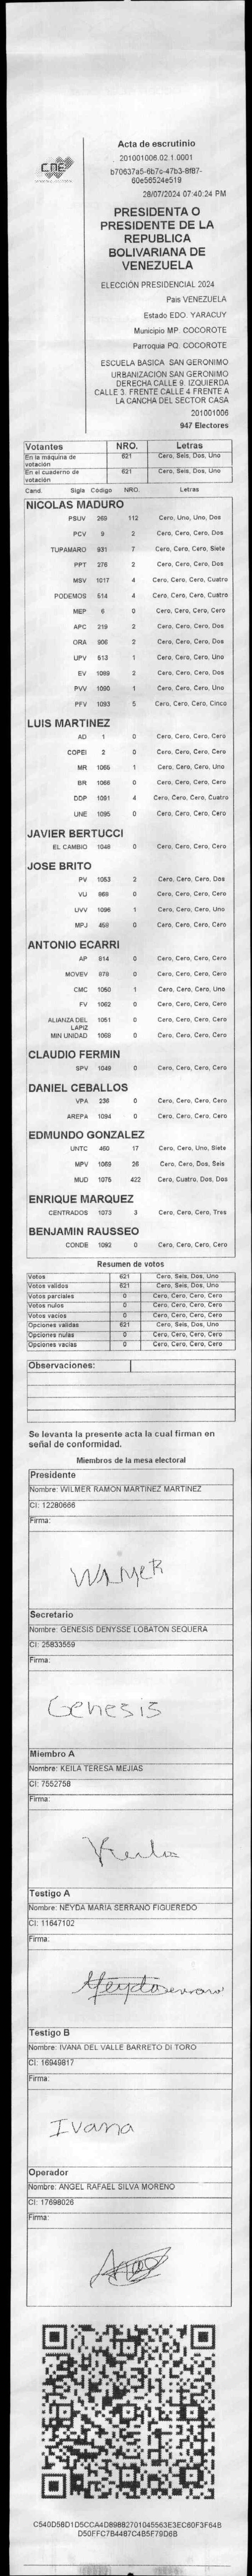 CNE
Acta de escrutinio
201001006.02.1.0001
b70637a5-6b7c-47b3-8f87-
60e56524e519
28/07/2024 07:40:24 PM
PRESIDENTA O
PRESIDENTE DE LA
REPUBLICA
BOLIVARIANA DE
VENEZUELA
ELECCIÓN PRESIDENCIAL 2024
Pais VENEZUELA
Estado EDO. YARACUY
Municipio MP. COCOROTE
Parroquia PQ. COCOROTE
ESCUELA BASICA SAN GERONIMO
URBANIZACION SAN GERONIMO
DERECHA CALLE 9. IZQUIERDA
CALLE 3. FRENTE CALLE 4 FRENTE A
LA CANCHA DEL SECTOR CASA
201001006
947 Electores
Votantes NRO. Letras
En la máquina de votación 621 Cero, Seis, Dos, Uno
En el cuaderno de votación 621 Cero, Seis, Dos, Uno
Cand. Sigla Código NRO. Letras
NICOLAS MADURO
PSUV 269 112 Cero, Uno, Uno, Dos
PCV 9 2 Cero, Cero, Cero, Dos
TUPAMARO 931 7 Cero, Cero, Cero, Siete
PPT 276 2 Cero, Cero, Cero, Dos
MSV 1017 4 Cero, Cero, Cero, Cuatro
PODEMOS 514 4 Cero, Cero, Cero, Cuatro
MEP 6 0 Cero, Cero, Cero, Cero
APC 219 2 Cero, Cero, Cero, Dos
ORA 906 2 Cero, Cero, Cero, Dos
UPV 513 1 Cero, Cero, Cero, Uno
EV 1089 2 Cero, Cero, Cero, Dos
PVV 1090 1 Cero, Cero, Cero, Uno
PFV 1093 5 Cero, Cero, Cero, Cinco
LUIS MARTINEZ
AD 1 0 Cero, Cero, Cero, Cero
COPEI 2 0 Cero, Cero, Cero, Cero
MR 1065 1 Cero, Cero, Cero, Uno
BR 1066 0 Cero, Cero, Cero, Cero
DDP 1091 4 Cero, Cero, Cero, Cuatro
UNE 1095 0 Cero, Cero, Cero, Cero
JAVIER BERTUCCI
EL CAMBIO 1048 0 Cero, Cero, Cero, Cero
JOSE BRITO
PV 1053 2 Cero, Cero, Cero, Dos
VU 868 0 Cero, Cero, Cero, Cero
UVV 1096 1 Cero, Cero, Cero, Uno
MPJ 458 0 Cero, Cero, Cero, Cero
ANTONIO ECARRI
AP 814 0 Cero, Cero, Cero, Cero
MOVEV 878 0 Cero, Cero, Cero, Cero
CMC 1050 1 Cero, Cero, Cero, Uno
FV 1062 0 Cero, Cero, Cero, Cero
ALIANZA DEL LAPIZ 1051 0 Cero, Cero, Cero, Cero
MIN UNIDAD 1069 0 Cero, Cero, Cero, Cero
CLAUDIO FERMIN
SPV 1049 0 Cero, Cero, Cero, Cero
DANIEL CEBALLOS
VPA 236 0 Cero, Cero, Cero, Cero
AREPA 1094 0 Cero, Cero, Cero, Cero
EDMUNDO GONZALEZ
UNTC 460 17 Cero, Cero, Uno, Siete
MPV 1069 26 Cero, Cero, Dos, Seis
MUD 1075 422 Cero, Cuatro, Dos, Dos
ENRIQUE MARQUEZ
CENTRADOS 1073 3 Cero, Cero, Cero, Tres
BENJAMIN RAUSSEO
CONDE 1092 0 Cero, Cero, Cero, Cero
Resumen de votos
Votos 621 Cero, Seis, Dos, Uno
Votos validos 621 Cero, Seis, Dos, Uno
Votos parciales 0 Cero, Cero, Cero, Cero
Votos nulos 0 Cero, Cero, Cero, Cero
Votos vacios 0 Cero, Cero, Cero, Cero
Opciones validas 621 Cero, Seis, Dos, Uno
Opciones nulas 0 Cero, Cero, Cero, Cero
Opciones vacias 0 Cero, Cero, Cero, Cero
Observaciones:
Se levanta la presente acta la cual firman en
señal de conformidad.
Miembros de la mesa electoral
Presidente
Nombre: WILMER RAMON MARTINEZ MARTINEZ
CI: 12280666
Firma:
WilMeR
Secretario
Nombre: GENESIS DENYSSE LOBATON SEQUERA
CI: 25833559
Firma:
Genesis
Miembro A
Nombre: KEILA TERESA MEJIAS
CI: 7552758
Firma:
Keila
Testigo A
Nombre: NEYDA MARIA SERRANO FIGUEREDO
CI: 11647102
Firma:
Neyda Serrano
Testigo B
Nombre: IVANA DEL VALLE BARRETO DI TORO
CI: 16949817
Firma:
Ivana
Operador
Nombre: ANGEL RAFAEL SILVA MORENO
CI: 17698026
Firma:
C540D58D1D5CCA4D89882701045563E3EC60F3F64B
D50FFC7B4487C4B5F79D6B